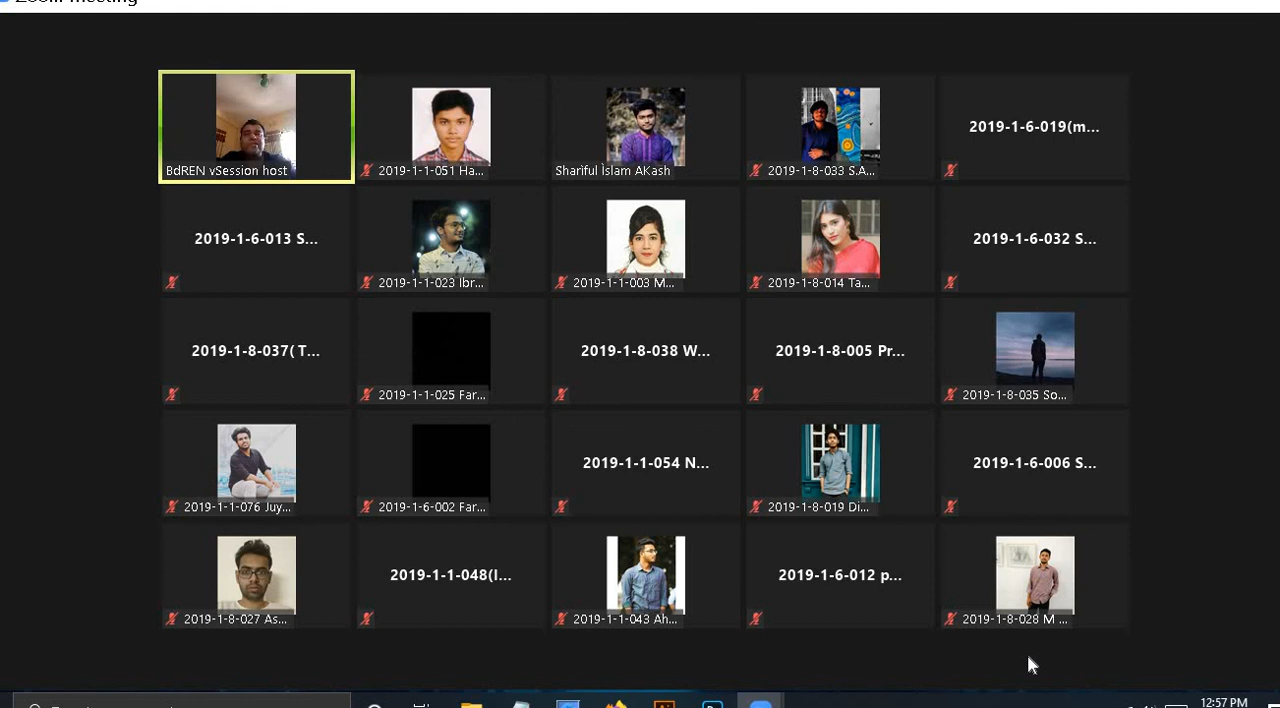 Zoom Meeting
BdREN vSession host
2019-1-1-051 Ha...
Shariful Islam AKash
2019-1-8-033 S.A...
2019-1-6-019(m...
2019-1-6-013 S...
2019-1-1-023 Ibr...
2019-1-1-003 M...
2019-1-8-014 Ta...
2019-1-6-032 S...
2019-1-8-037( T...
2019-1-1-025 Far...
2019-1-8-038 W...
2019-1-8-005 Pr...
2019-1-8-035 So...
2019-1-1-076 Juy...
2019-1-6-002 Far...
2019-1-1-054 N...
2019-1-8-019 Di...
2019-1-6-006 S...
2019-1-8-027 As...
2019-1-1-048(I...
2019-1-1-043 Ah...
2019-1-6-012 p...
2019-1-8-028 M ...
12:57 PM